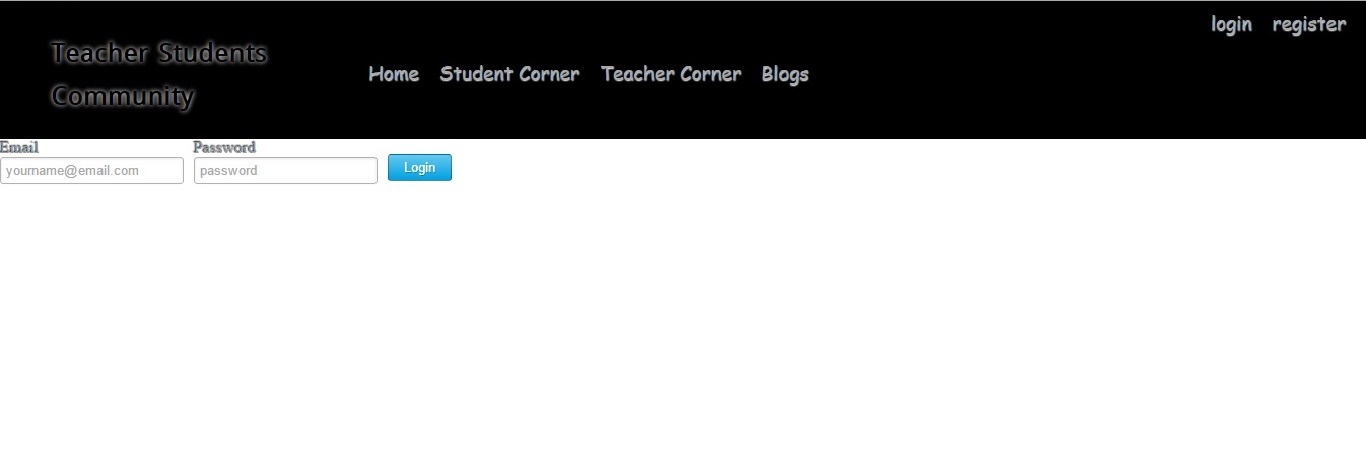 login register
Teacher Students
Community
Home Student Corner Teacher Corner Blogs
Email Password
yourname@email.com password Login